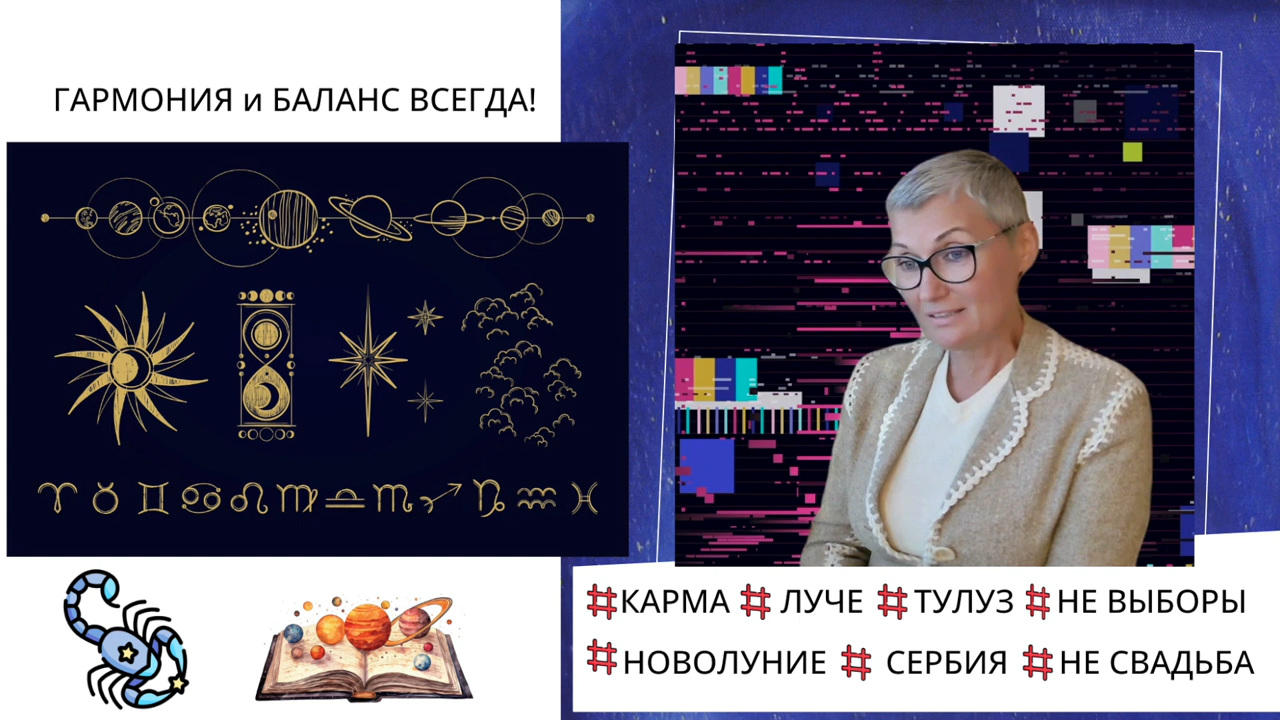 ГАРМОНИЯ и БАЛАНС ВСЕГДА!
#КАРМА # ЛУЧЕ # ТУЛУЗ # НЕ ВЫБОРЫ
# НОВОЛУНИЕ # СЕРБИЯ # НЕ СВАДЬБА